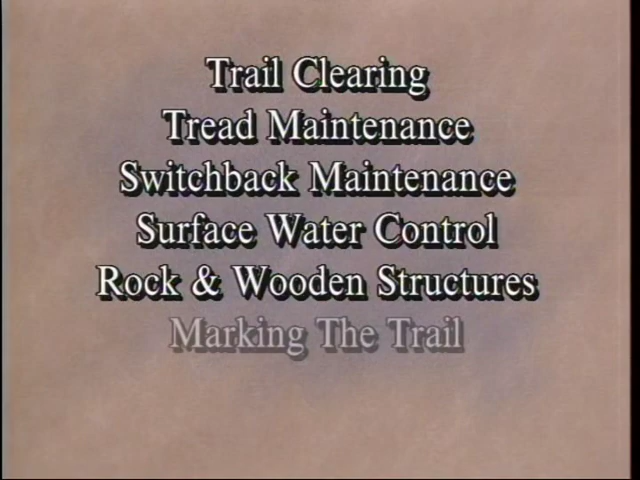 Trail Clearing
Tread Maintenance
Switchback Maintenance
Surface Water Control
Rock & Wooden Structures
Marking The Trail